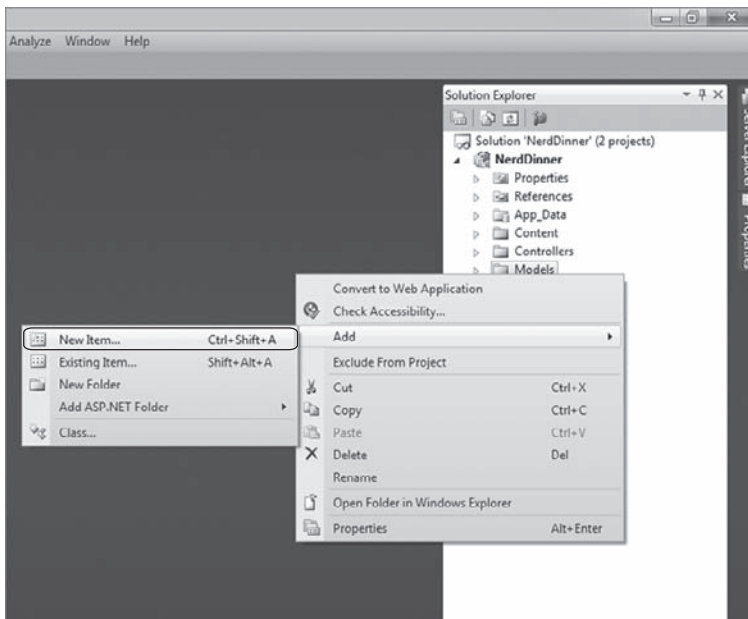 Analyze Window Help
Solution Explorer
Solution 'NerdDinner' (2 projects)
NerdDinner
Properties
References
App_Data
Content
Controllers
Models
Convert to Web Application
Check Accessibility...
Add
Exclude From Project
Cut Ctrl+X
Copy Ctrl+C
Paste Ctrl+V
Delete Del
Rename
Open Folder in Windows Explorer
Properties Alt+Enter
New Item... Ctrl+Shift+A
Existing Item... Shift+Alt+A
New Folder
Add ASP.NET Folder
Class...
Explorer
Properties